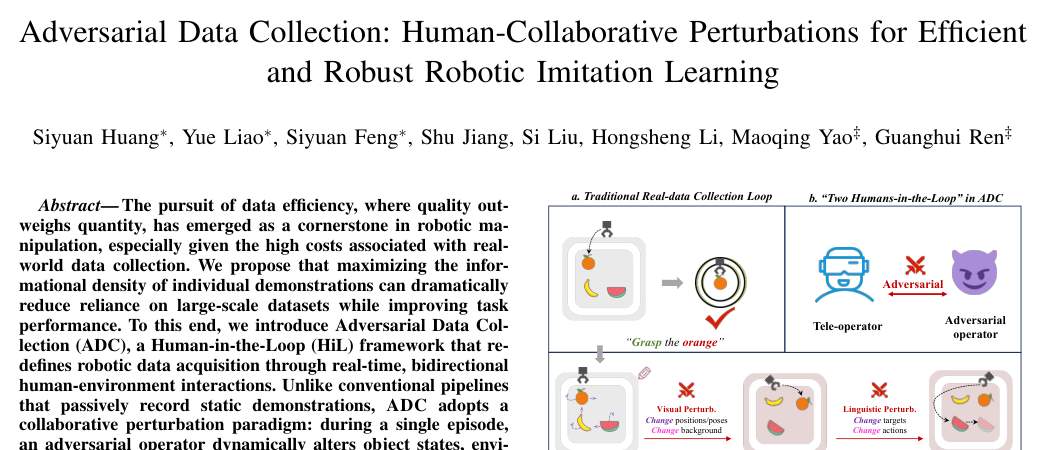 Adversarial Data Collection: Human-Collaborative Perturbations for Efficient
and Robust Robotic Imitation Learning
Siyuan Huang*, Yue Liao*, Siyuan Feng*, Shu Jiang, Si Liu, Hongsheng Li, Maoqing Yao‡, Guanghui Ren‡
Abstract— The pursuit of data efficiency, where quality out-
weighs quantity, has emerged as a cornerstone in robotic ma-
nipulation, especially given the high costs associated with real-
world data collection. We propose that maximizing the infor-
mational density of individual demonstrations can dramatically
reduce reliance on large-scale datasets while improving task
performance. To this end, we introduce Adversarial Data Col-
lection (ADC), a Human-in-the-Loop (HiL) framework that re-
defines robotic data acquisition through real-time, bidirectional
human-environment interactions. Unlike conventional pipelines
that passively record static demonstrations, ADC adopts a
collaborative perturbation paradigm: during a single episode,
an adversarial operator dynamically alters object states, envi-
a. Traditional Real-data Collection Loop
"Grasp the orange"
b. “Two Humans-in-the-Loop” in ADC
Adversarial
Tele-operator
Adversarial
operator
Visual Perturb.
Change positions/poses
Change background
Linguistic Perturb.
Change targets
Change actions